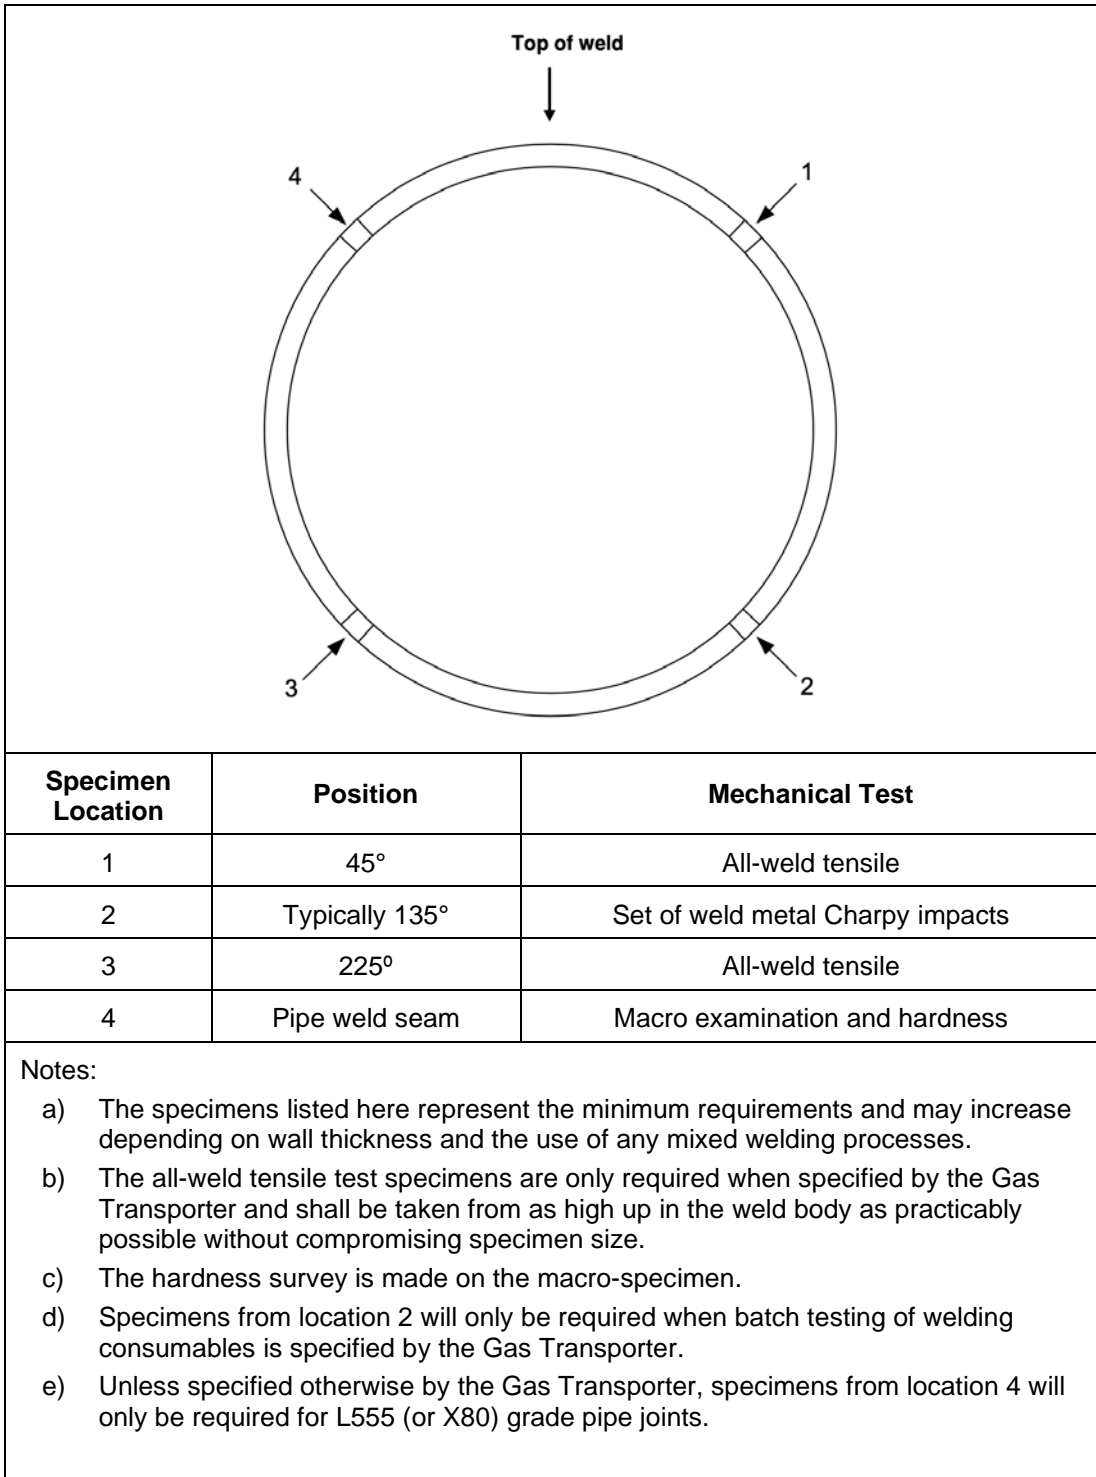 Top of weld
4
1
3
2
Specimen
Location
Position
Mechanical Test
1
45°
All-weld tensile
2
Typically 135°
Set of weld metal Charpy impacts
3
225º
All-weld tensile
4
Pipe weld seam
Macro examination and hardness
Notes:
a) The specimens listed here represent the minimum requirements and may increase
depending on wall thickness and the use of any mixed welding processes.
b) The all-weld tensile test specimens are only required when specified by the Gas
Transporter and shall be taken from as high up in the weld body as practicably
possible without compromising specimen size.
c) The hardness survey is made on the macro-specimen.
d) Specimens from location 2 will only be required when batch testing of welding
consumables is specified by the Gas Transporter.
e) Unless specified otherwise by the Gas Transporter, specimens from location 4 will
only be required for L555 (or X80) grade pipe joints.